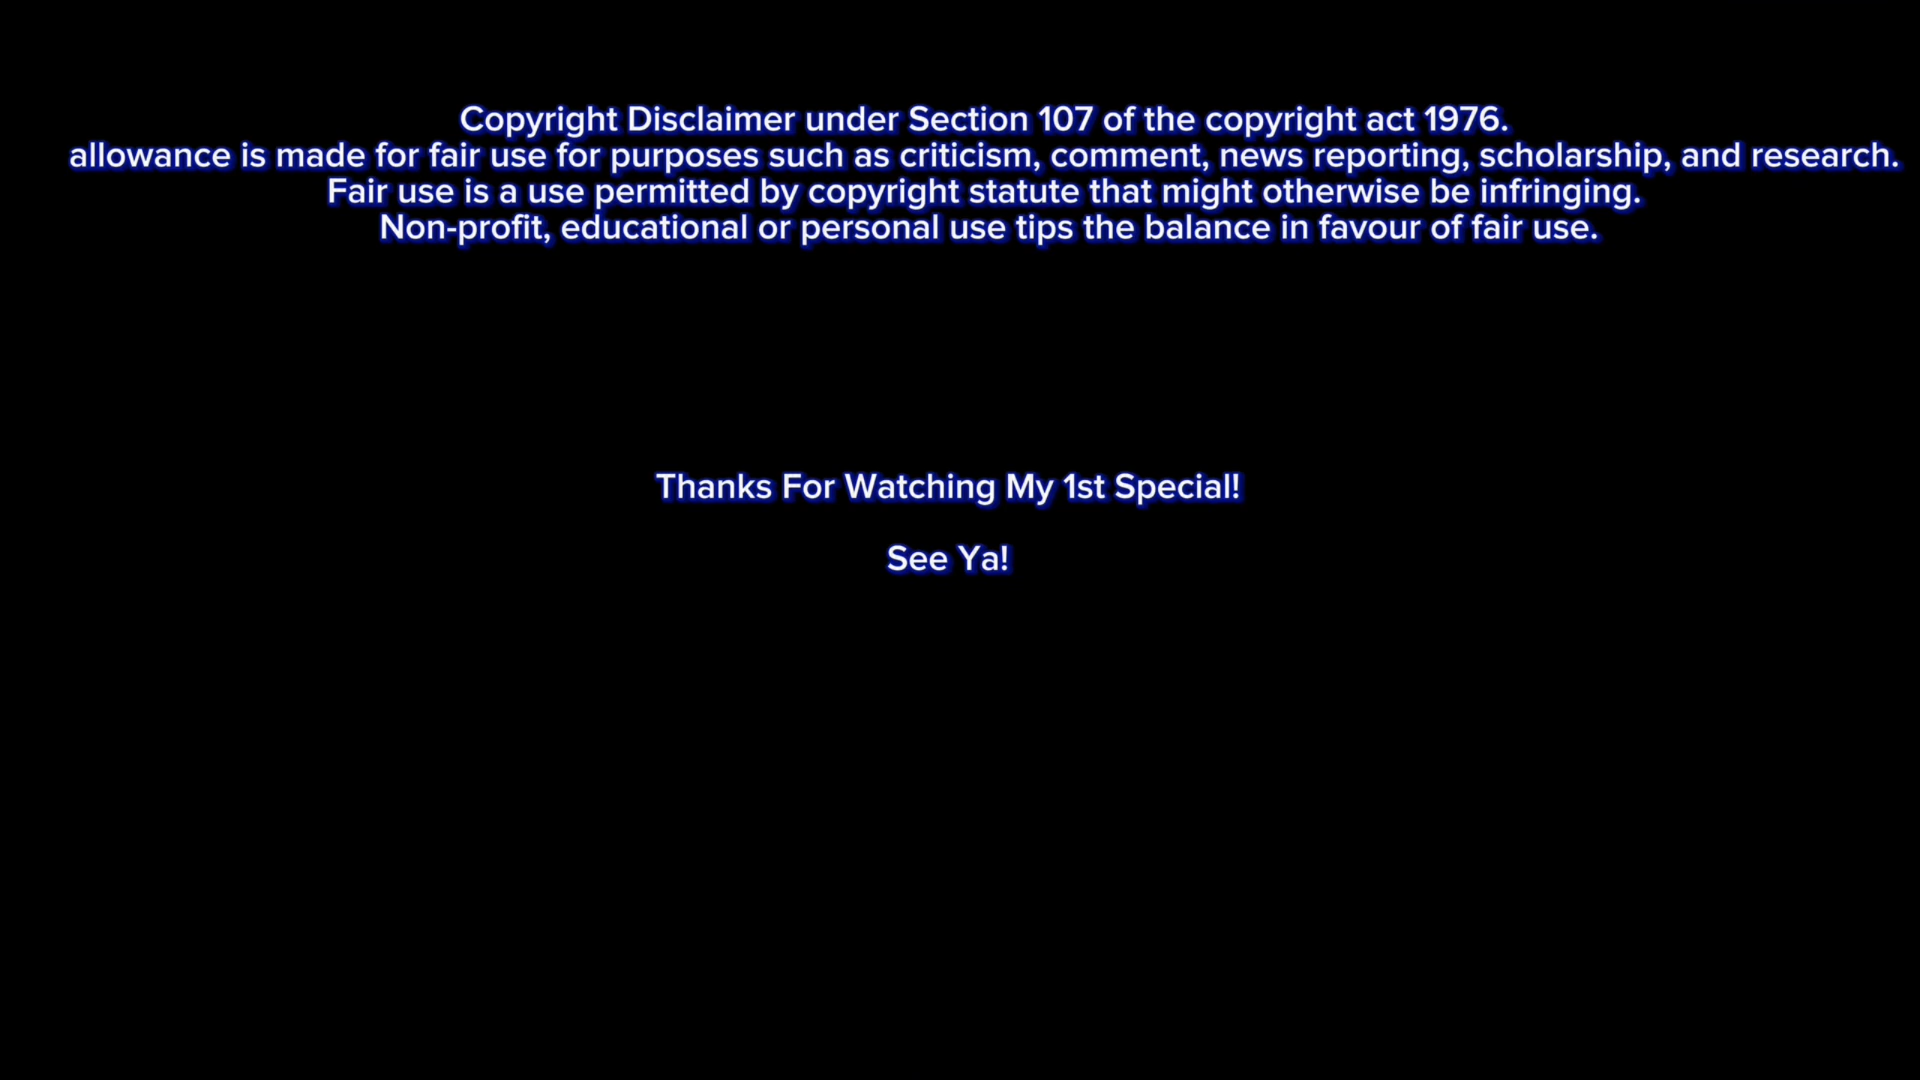 Copyright Disclaimer under Section 107 of the copyright act 1976.
allowance is made for fair use for purposes such as criticism, comment, news reporting, scholarship, and research.
Fair use is a use permitted by copyright statute that might otherwise be infringing.
Non-profit, educational or personal use tips the balance in favour of fair use.
Thanks For Watching My 1st Special!
See Ya!